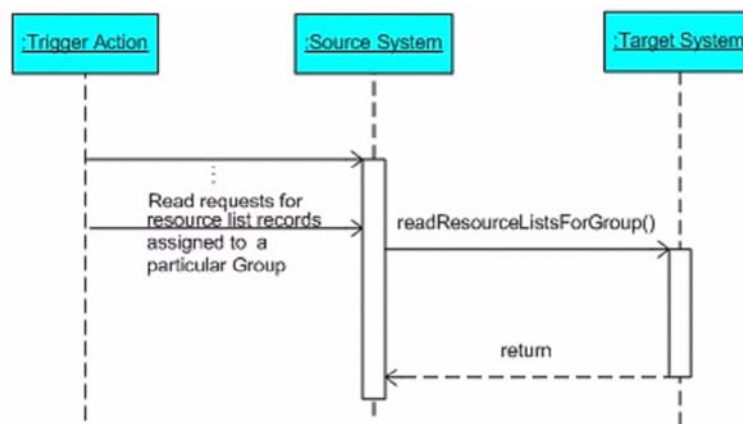 :Trigger Action
:Source System
:Target System
...
Read requests for
resource list records
assigned to a
particular Group
readResourceListsForGroup()
return